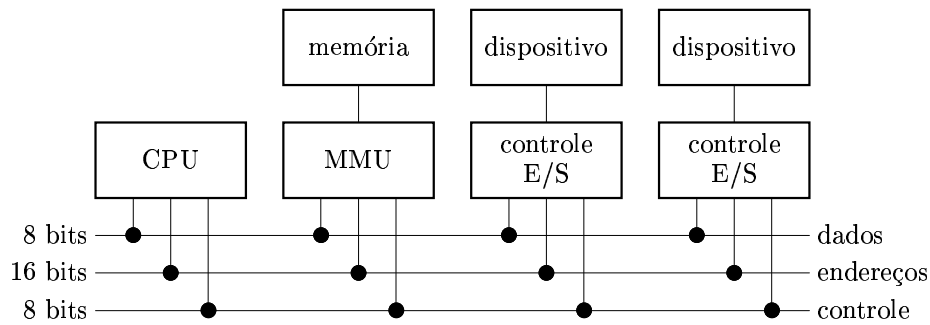 memória
dispositivo
dispositivo
CPU
MMU
controle
E/S
controle
E/S
8 bits
dados
16 bits
endereços
8 bits
controle